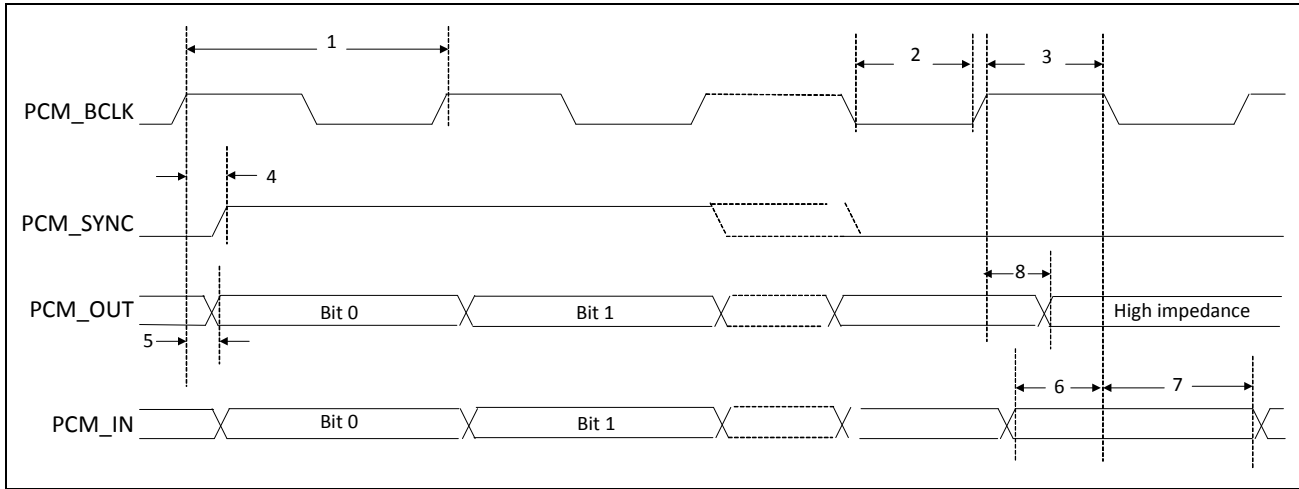 1
2
3
PCM_BCLK
4
PCM_SYNC
8
PCM_OUT
Bit 0
Bit 1
High impedance
5
6
7
PCM_IN
Bit 0
Bit 1